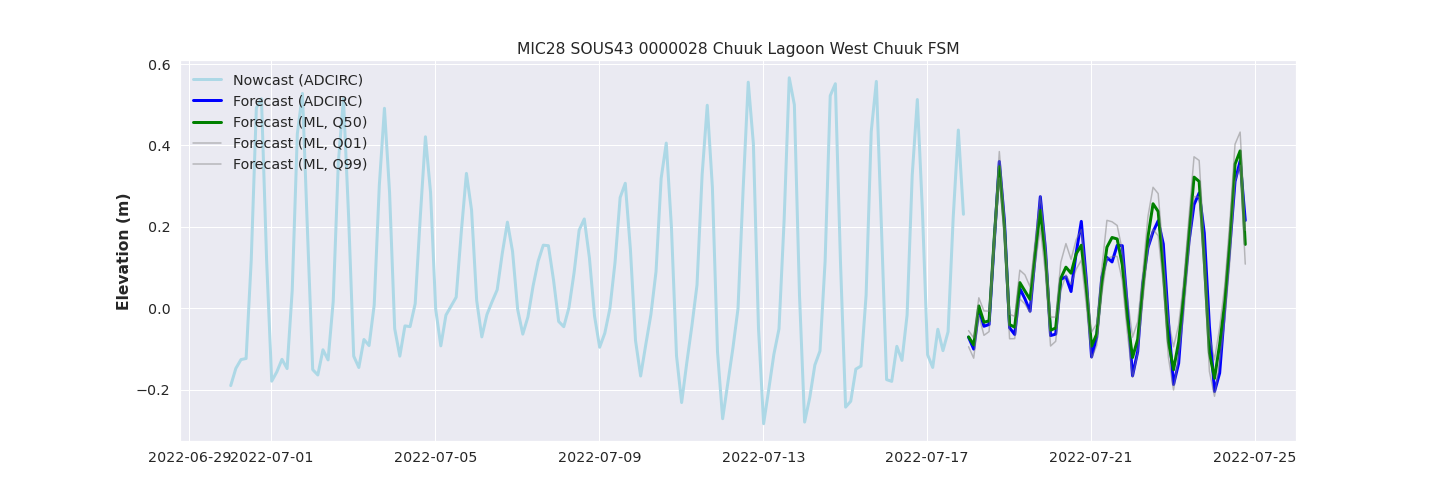 MIC28 SOUS43 0000028 Chuuk Lagoon West Chuuk FSM
Nowcast (ADCIRC)
Forecast (ADCIRC)
Forecast (ML, Q50)
Forecast (ML, Q01)
Forecast (ML, Q99)
Elevation (m)
0.6
0.4
0.2
0.0
−0.2
2022-06-29 2022-07-01 2022-07-05 2022-07-09 2022-07-13 2022-07-17 2022-07-21 2022-07-25